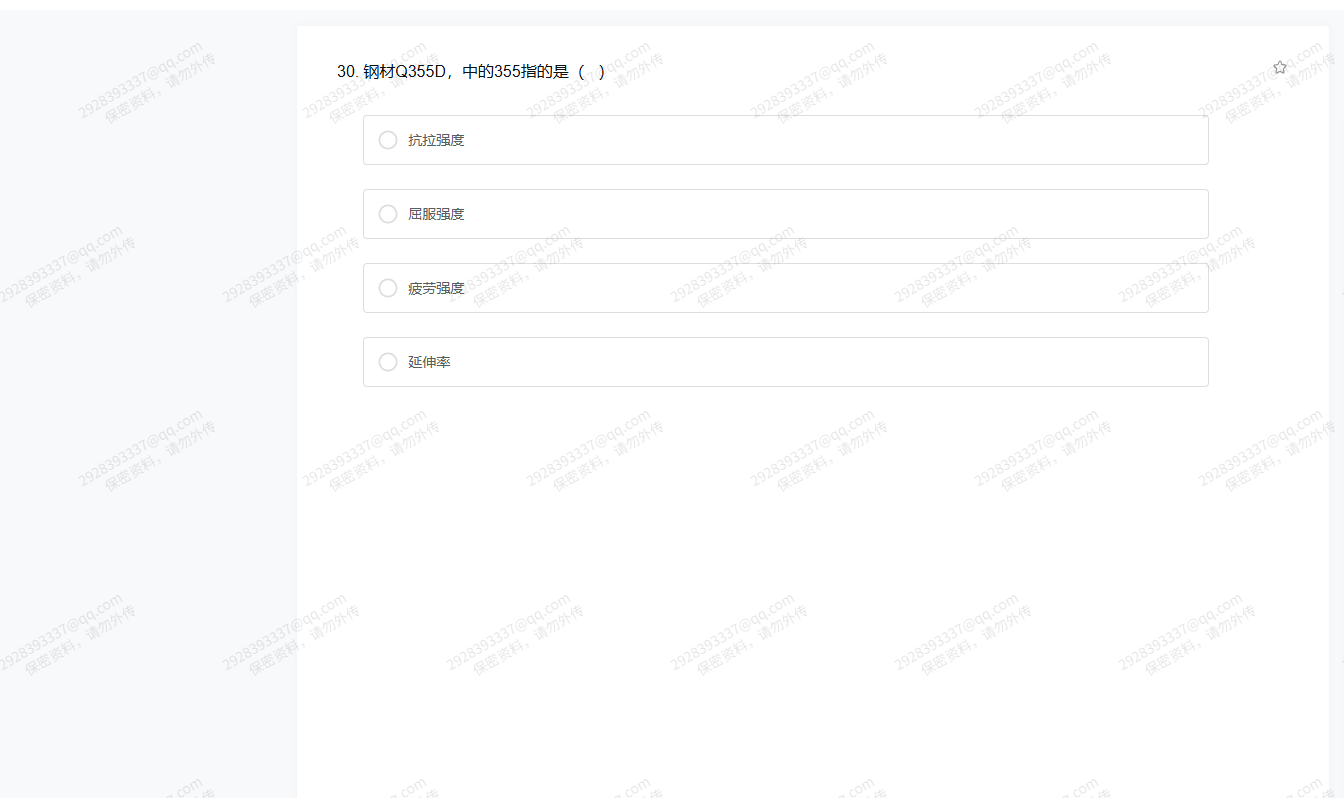 30. 钢材Q355D，中的355指的是（　）
抗拉强度
屈服强度
疲劳强度
延伸率
2928393337@qq.com
保密资料，请勿外传